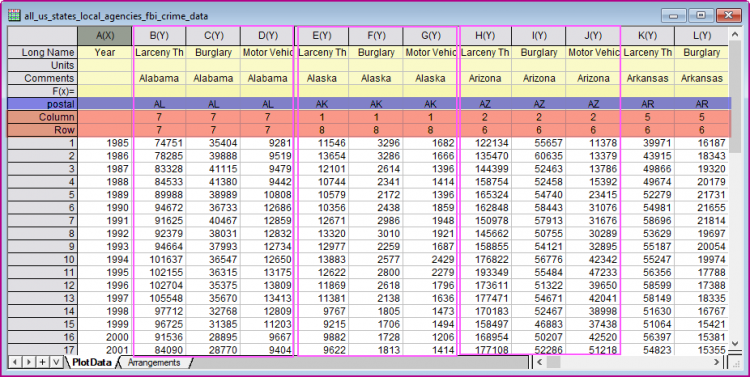 all_us_states_local_agencies_fbi_crime_data
A(X) B(Y) C(Y) D(Y) E(Y) F(Y) G(Y) H(Y) I(Y) J(Y) K(Y) L(Y)
Long Name Year Larceny Th Burglary Motor Vehic Larceny Th Burglary Motor Vehic Larceny Th Burglary Motor Vehic Larceny Th Burglary
Units
Comments Alabama Alabama Alabama Alaska Alaska Alaska Arizona Arizona Arizona Arkansas Arkansas
F(x)=
postal AL AL AL AK AK AK AZ AZ AZ AR AR
Column 7 7 7 1 1 1 2 2 2 5 5
Row 7 7 7 8 8 8 6 6 6 6 6
1 1985 74751 35404 9281 11546 3296 1682 122134 55657 11378 39971 16187
2 1986 78285 39888 9519 13654 3286 1666 135470 60635 13379 43915 18343
3 1987 83328 41115 9479 12101 2614 1396 144399 52463 13786 49866 19320
4 1988 84533 41380 9442 10744 2341 1414 158754 52458 15392 49674 20179
5 1989 89988 38989 10808 10579 2172 1396 165324 54740 23415 52279 21731
6 1990 94672 36733 12686 10356 2438 1859 162848 58443 31076 54981 21655
7 1991 91625 40467 12859 12671 2986 1948 150978 57913 31676 58696 21814
8 1992 92379 38031 12832 13320 3010 1921 145662 50755 30289 53629 19697
9 1993 94664 37993 12734 12977 2259 1687 158855 54121 32895 55187 20054
10 1994 101637 36547 12650 13883 2577 2429 176822 56776 42342 55247 19974
11 1995 102155 36315 13175 12622 2800 2279 193349 55484 47233 56356 17788
12 1996 102704 35375 13809 11869 2618 1796 173611 51322 39650 58599 17388
13 1997 105548 35670 13413 11381 2138 1636 177471 54671 42041 58149 18335
14 1998 97712 32768 12809 9767 1805 1473 170183 52467 38998 51630 16767
15 1999 96725 31385 11203 9215 1706 1494 158497 46883 37438 51064 15421
16 2000 91536 28895 9667 9882 1728 1206 168954 50207 42520 56397 15381
17 2001 84090 28770 9404 9622 1813 1414 177108 52286 51218 54823 15355
PlotData Arrangements